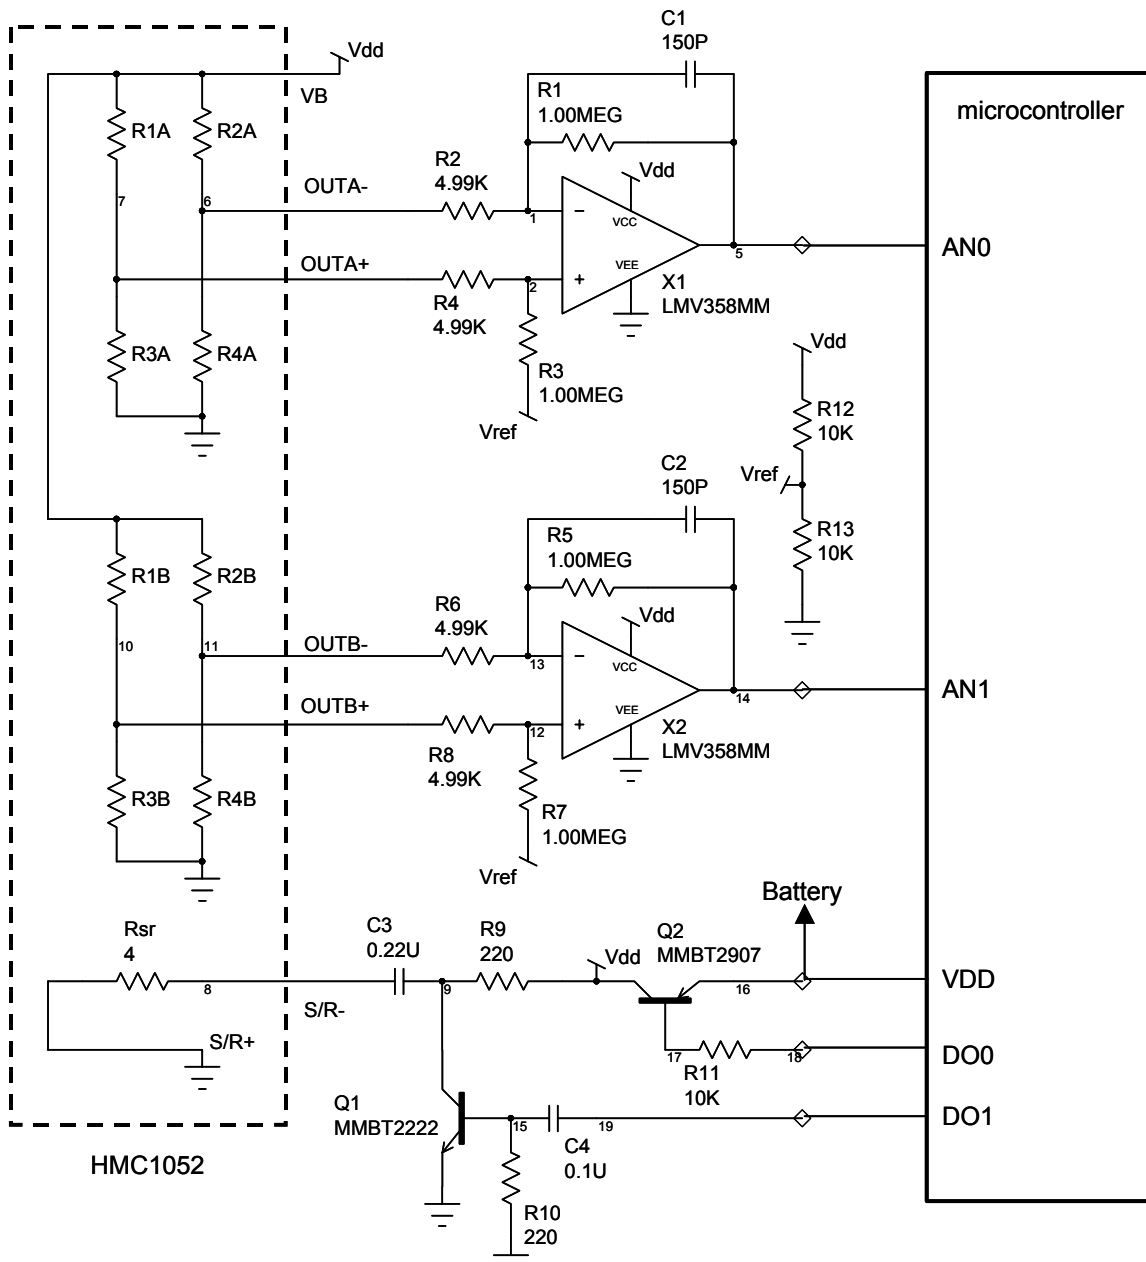 C1
150P
Vdd
VB
R1
1.00MEG
microcontroller
R1A
R2A
R2
4.99K
Vdd
OUTA-
7
6
1
−
VCC
AN0
5
OUTA+
VEE
2
+
X1
LMV358MM
R4
4.99K
Vdd
R3A
R4A
R3
1.00MEG
R12
10K
Vref
C2
150P
Vref
R5
1.00MEG
R13
10K
R1B
R2B
R6
4.99K
Vdd
OUTB-
10
11
13
−
VCC
AN1
14
OUTB+
VEE
12
+
X2
LMV358MM
R8
4.99K
R3B
R4B
R7
1.00MEG
Vref
Battery
Rsr
4
C3
0.22U
R9
220
Q2
MMBT2907
Vdd
VDD
8
9
16
S/R-
S/R+
17
18
DO0
R11
10K
Q1
MMBT2222
15
19
DO1
C4
0.1U
HMC1052
R10
220